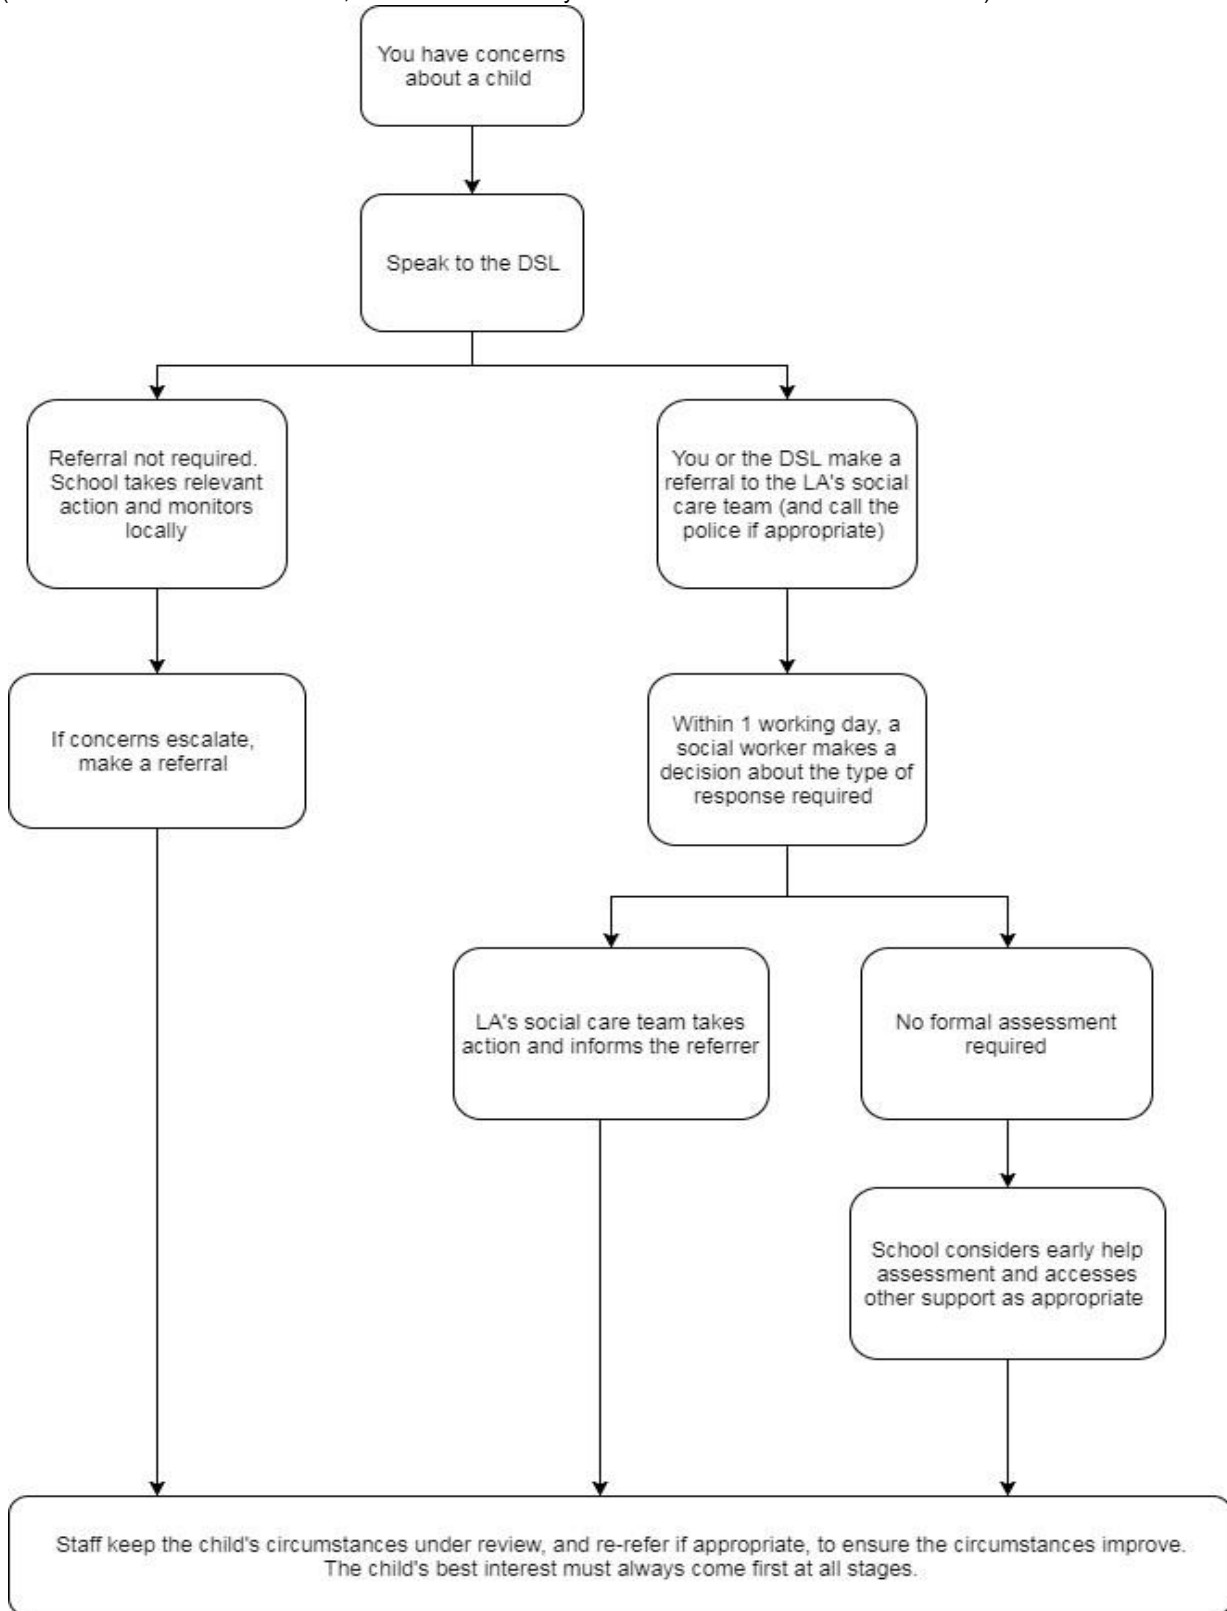 You have concerns
about a child
Speak to the DSL
Referral not required.
School takes relevant
action and monitors
locally
You or the DSL make a
referral to the LA's social
care team (and call the
police if appropriate)
If concerns escalate,
make a referral
Within 1 working day, a
social worker makes a
decision about the type of
response required
LA's social care team takes
action and informs the referrer
No formal assessment
required
School considers early help
assessment and accesses
other support as appropriate
Staff keep the child's circumstances under review, and re-refer if appropriate, to ensure the circumstances improve.
The child's best interest must always come first at all stages.